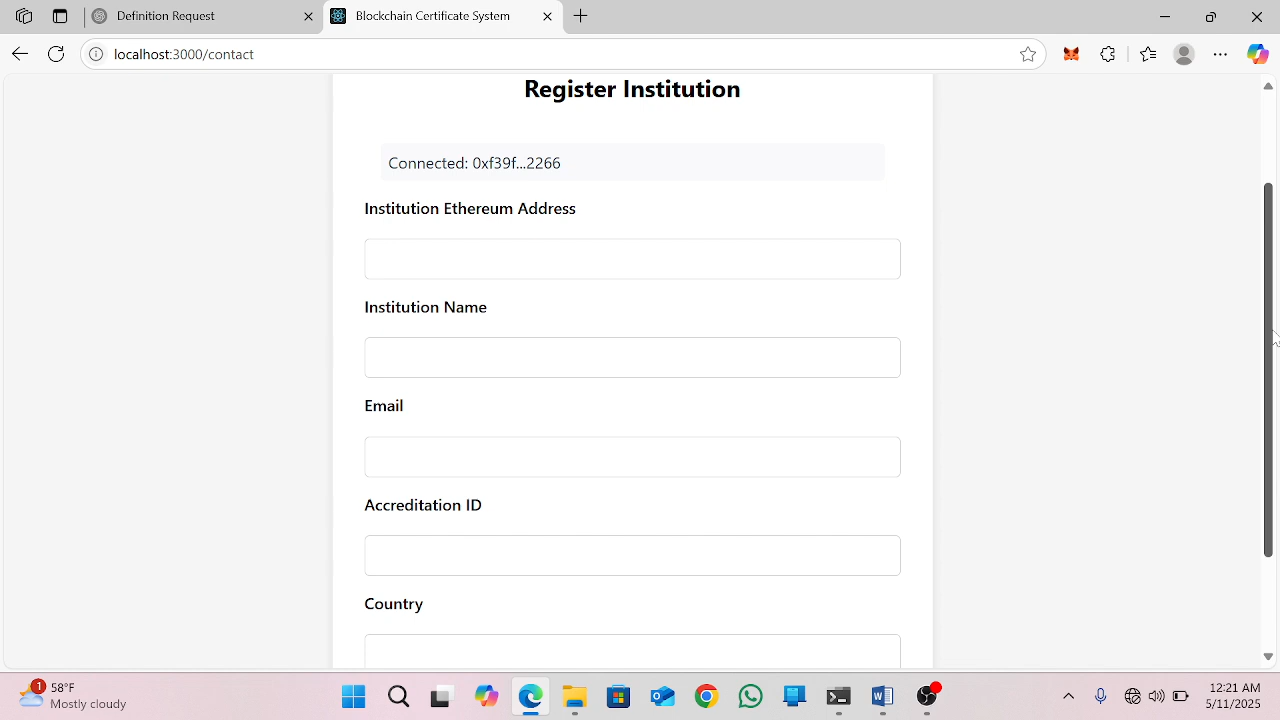 Definition Request
Blockchain Certificate System
localhost:3000/contact
Register Institution
Connected: 0xf39f...2266
Institution Ethereum Address
Institution Name
Email
Accreditation ID
Country
1
58°F
Mostly cloudy
12:21 AM
5/11/2025